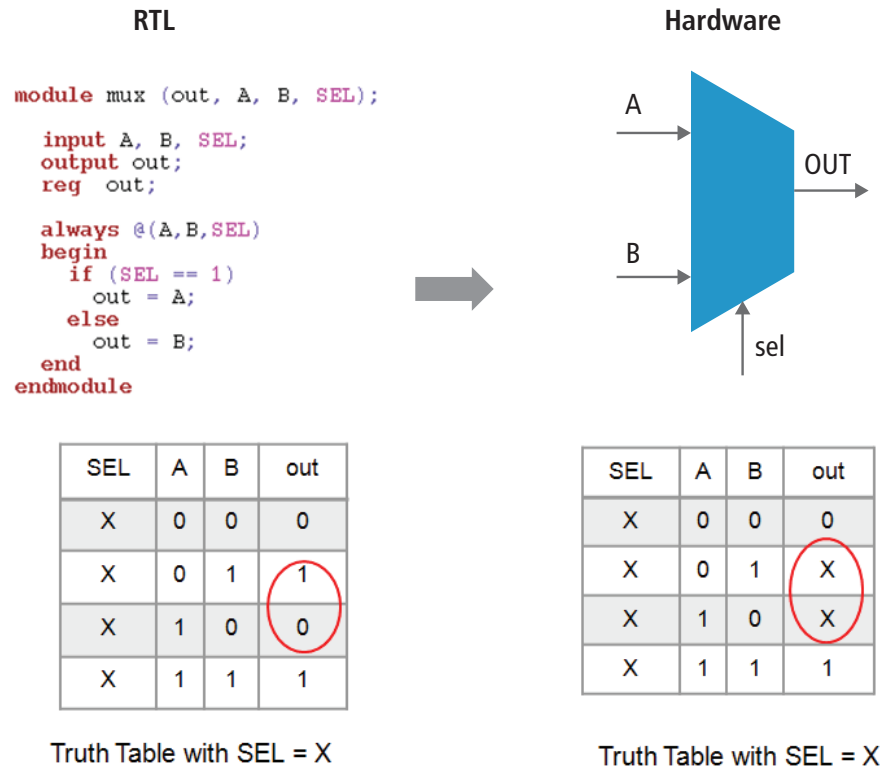 RTL
module mux (out, A, B, SEL);
input A, B, SEL;
output out;
reg out;
always @(A,B,SEL)
begin
if (SEL == 1)
out = A;
else
out = B;
end
endmodule
Hardware
A
B
OUT
sel
SEL A B out
X 0 0 0
X 0 1 1
X 1 0 0
X 1 1 1
Truth Table with SEL = X
SEL A B out
X 0 0 0
X 0 1 X
X 1 0 X
X 1 1 1
Truth Table with SEL = X